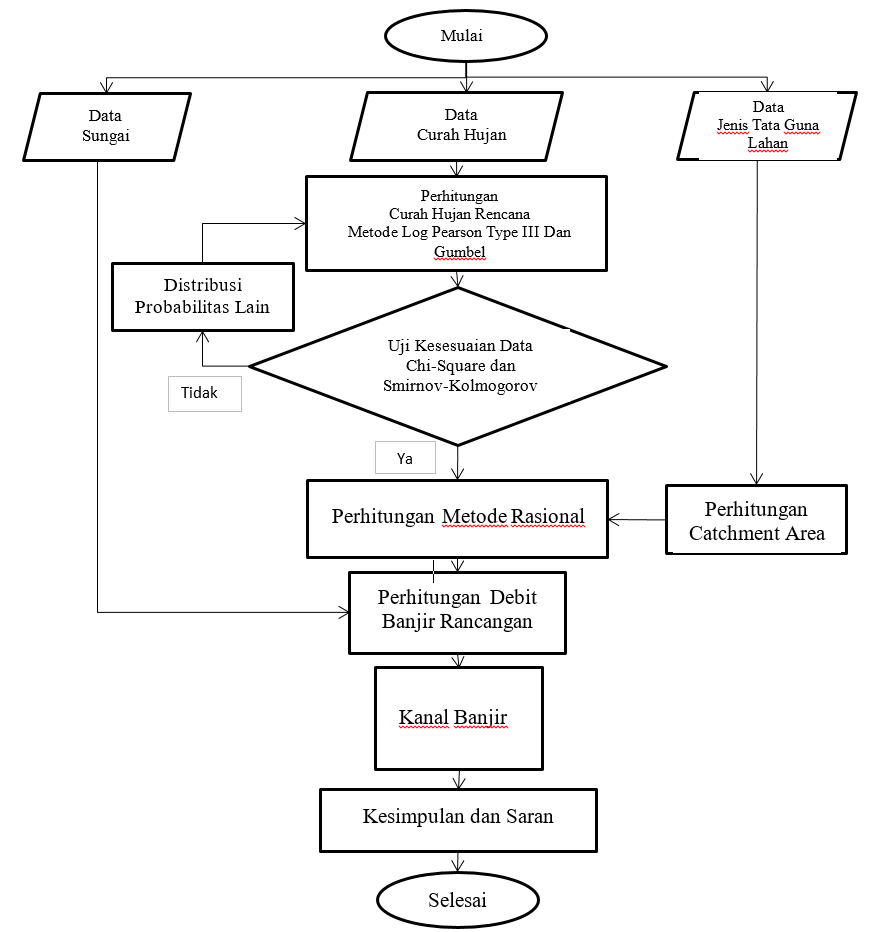 Mulai
Data
Sungai
Data
Curah Hujan
Data
Jenis Tata Guna
Lahan
Perhitungan
Curah Hujan Rencana
Metode Log Pearson Type III Dan
Gumbel
Distribusi
Probabilitas Lain
Uji Kesesuaian Data
Chi-Square dan
Smirnov-Kolmogorov
Tidak
Ya
Perhitungan Metode Rasional
Perhitungan
Catchment Area
Perhitungan Debit
Banjir Rancangan
Kanal Banjir
Kesimpulan dan Saran
Selesai